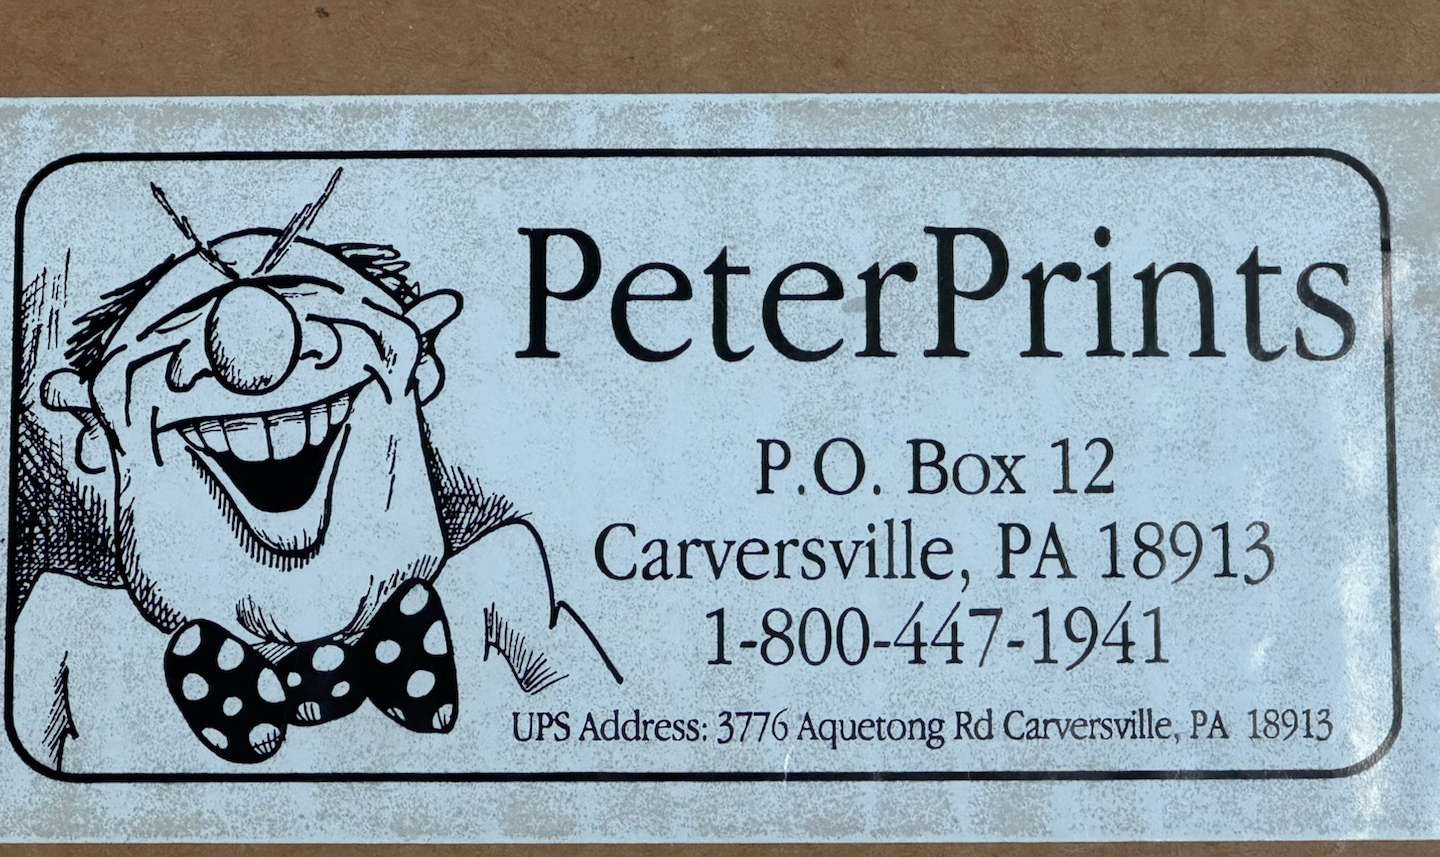 PeterPrints
P.O. Box 12
Carversville, PA 18913
1-800-447-1941
UPS Address: 3776 Aquetong Rd Carversville, PA 18913